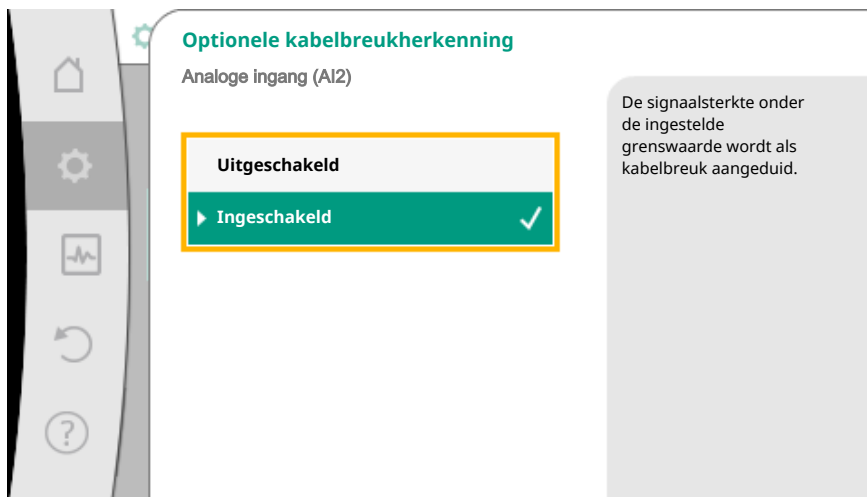 Optionele kabelbreukherkenning
Analoge ingang (AI2)
Uitgeschakeld
Ingeschakeld
De signaalsterkte onder
de ingestelde
grenswaarde wordt als
kabelbreuk aangeduid.